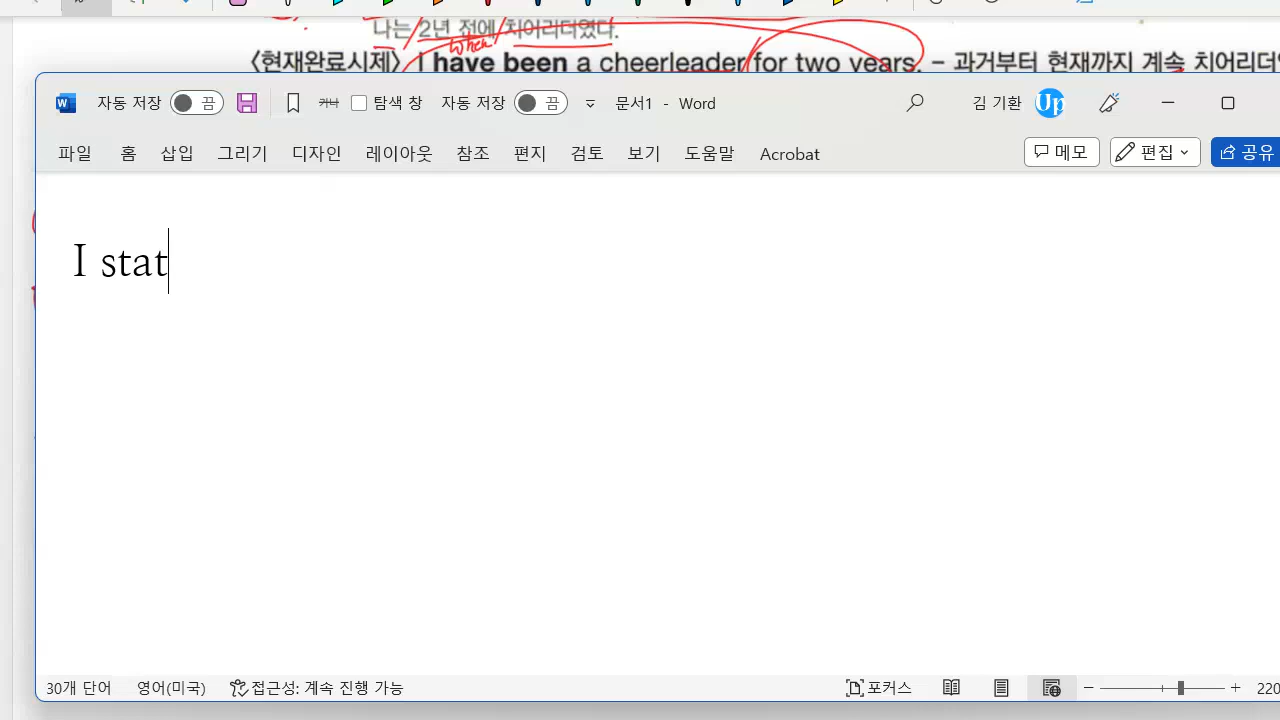 나는 2년 전에 치어리더였다.
when
<현재완료시제> I have been a cheerleader for two years. – 과거부터 현재까지 계속 치어리더
자동 저장 끔 가나 탐색 창 자동 저장 끔 문서1 - Word 김 기환 Up
파일 홈 삽입 그리기 디자인 레이아웃 참조 편지 검토 보기 도움말 Acrobat 메모 편집 공유
I stat
30개 단어 영어(미국) 접근성: 계속 진행 가능 포커스 220